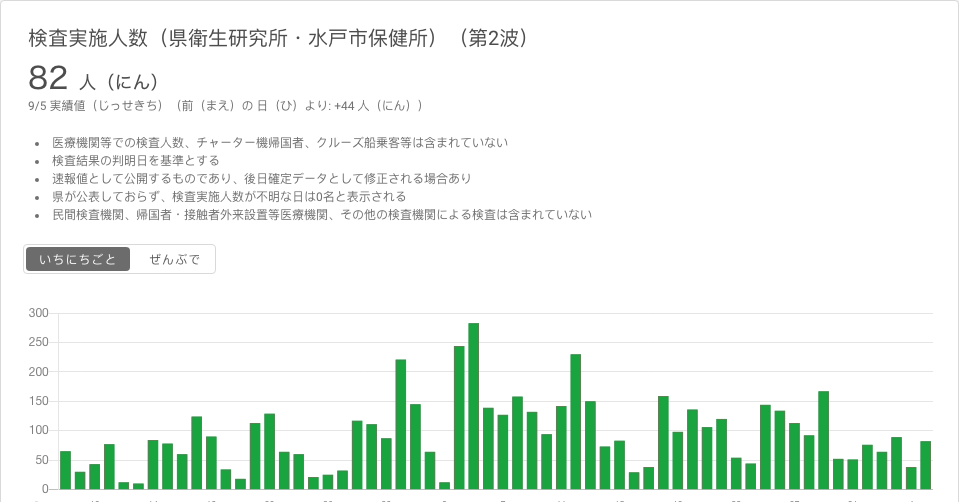 検査実施人数（県衛生研究所・水戸市保健所）（第2波）
82 人（にん）
9/5 実績値（じっせきち）（前（まえ）の 日（ひ）より: +44 人（にん））
• 医療機関等での検査人数、チャーター機帰国者、クルーズ船乗客等は含まれていない
• 検査結果の判明日を基準とする
• 速報値として公開するものであり、後日確定データとして修正される場合あり
• 県が公表しておらず、検査実施人数が不明な日は0名と表示される
• 民間検査機関、帰国者・接触者外来設置等医療機関、その他の検査機関による検査は含まれていない
いちにちごと ぜんぶで
300
250
200
150
100
50
0